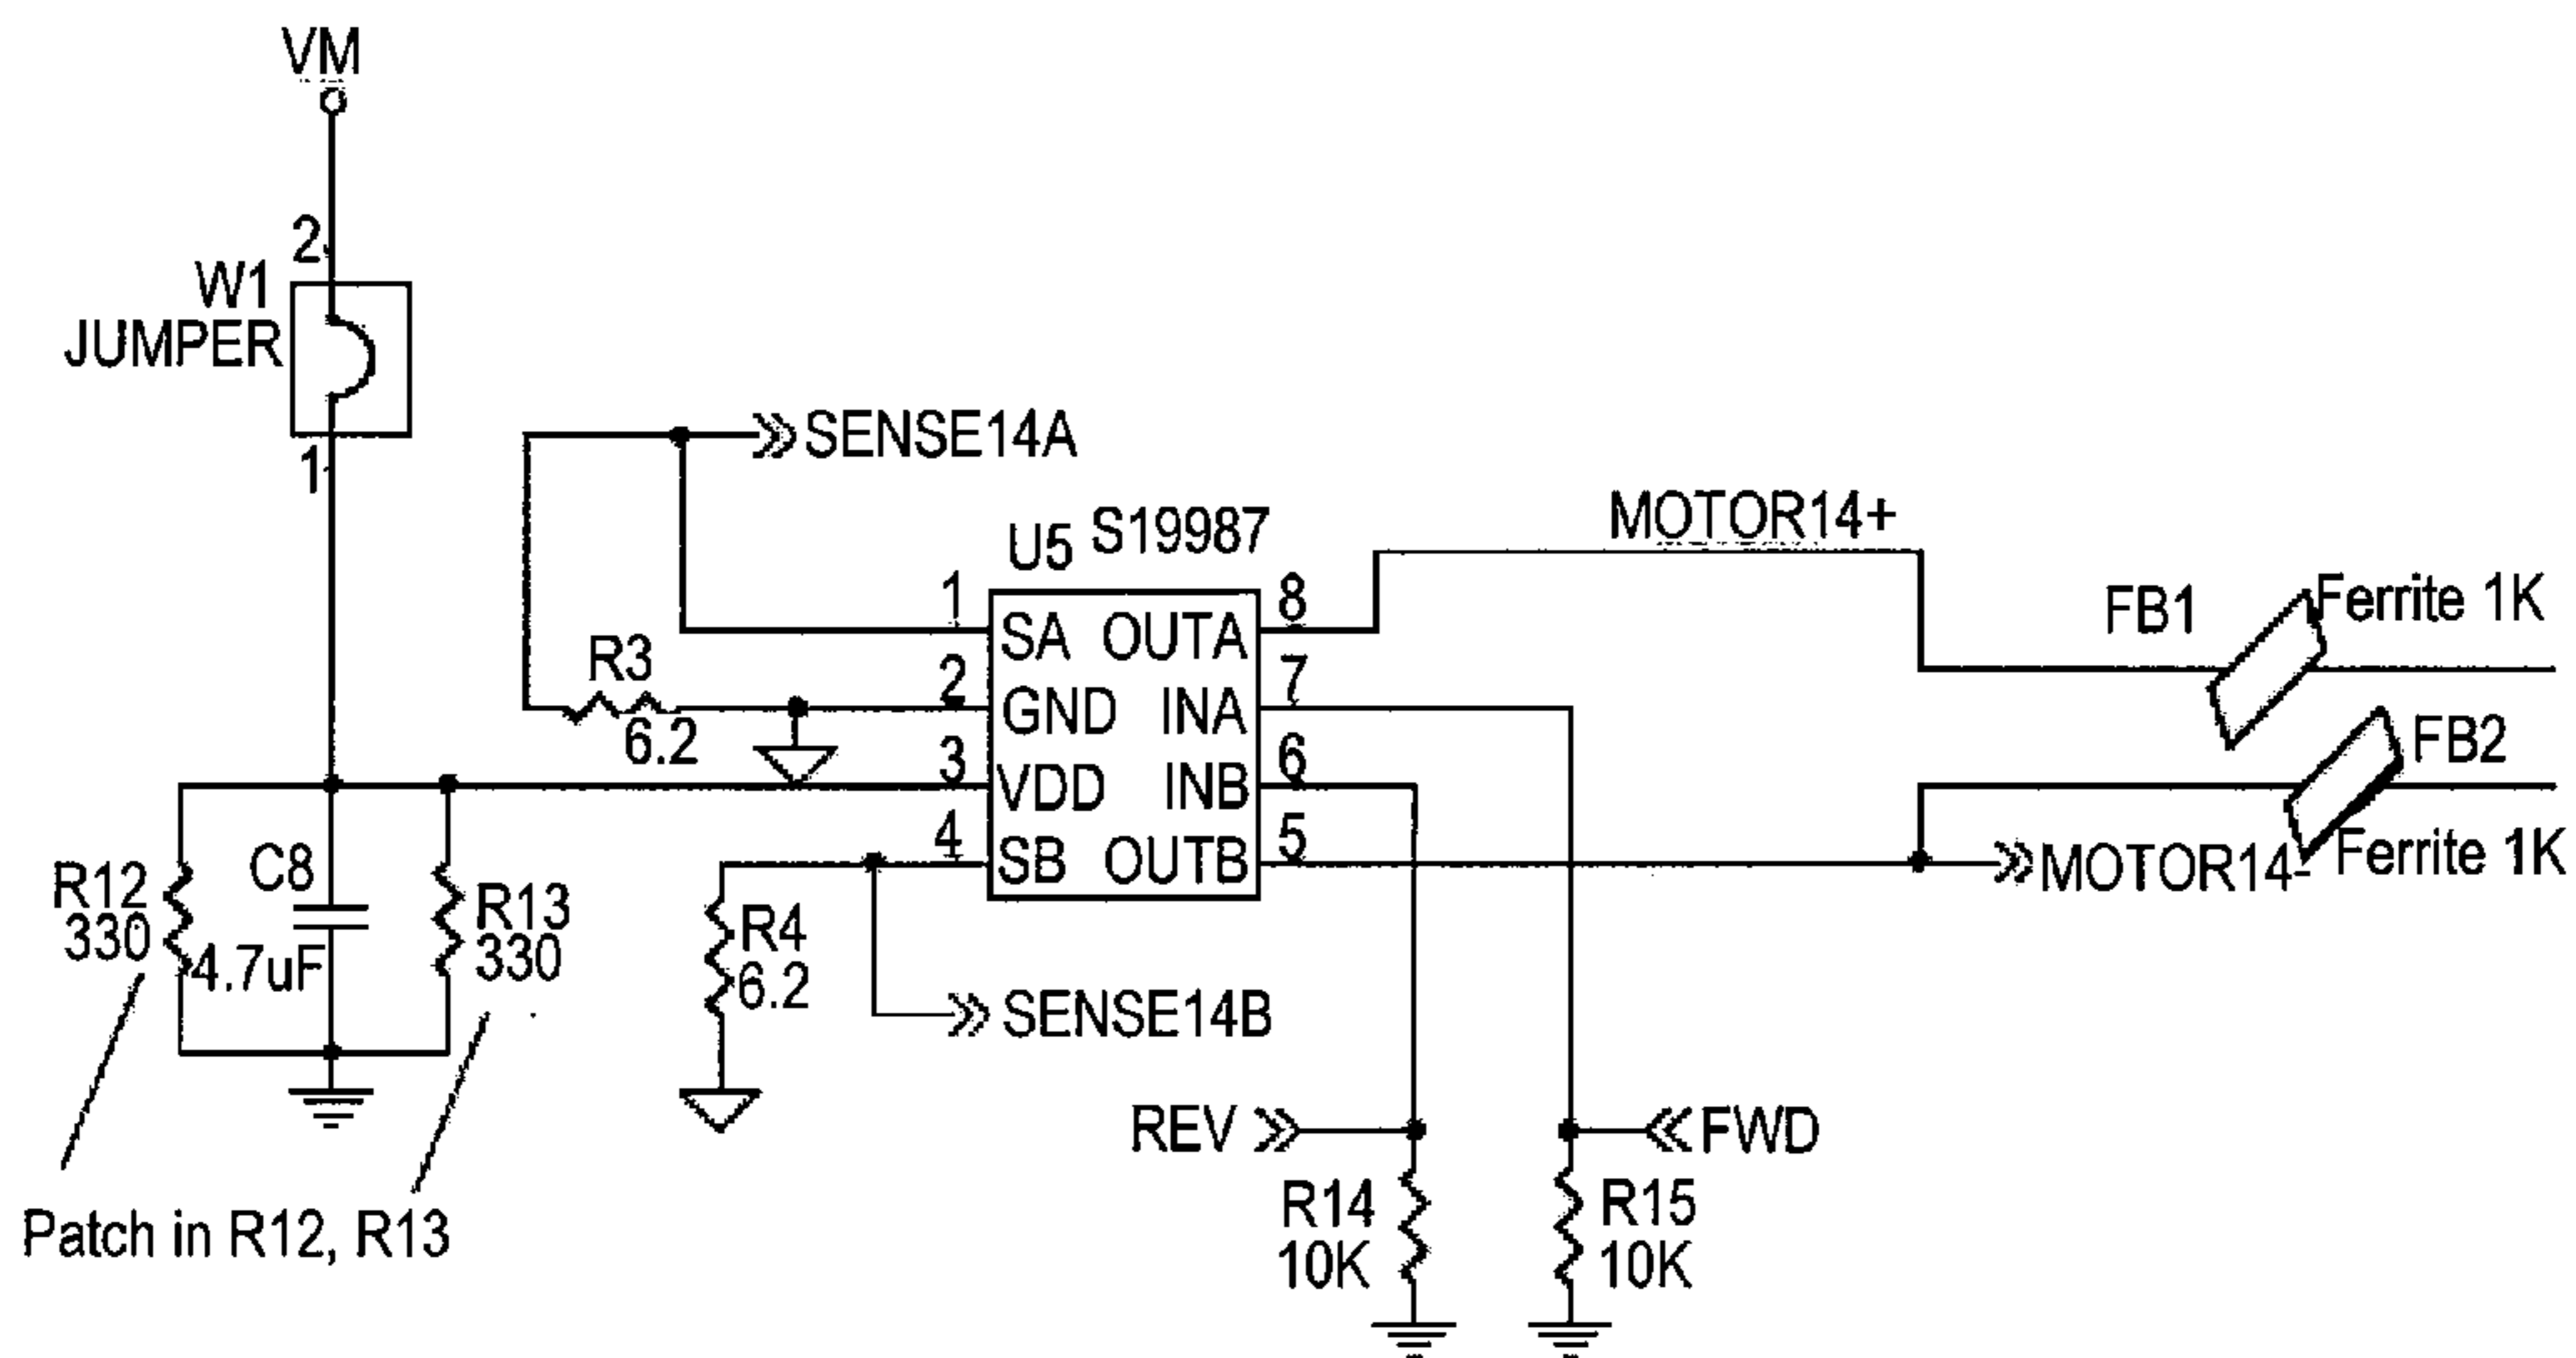 VM
2
W1
JUMPER
1
SENSE14A
U5 S19987
MOTOR14+
1
SA
OUTA
8
R3
6.2
2
GND
INA
7
3
VDD
INB
6
4
SB
OUTB
5
FB1
Ferrite 1K
FB2
Ferrite 1K
MOTOR14-
R12
330
C8
4.7uF
R13
330
R4
6.2
SENSE14B
REV
FWD
R14
10K
R15
10K
Patch in R12, R13